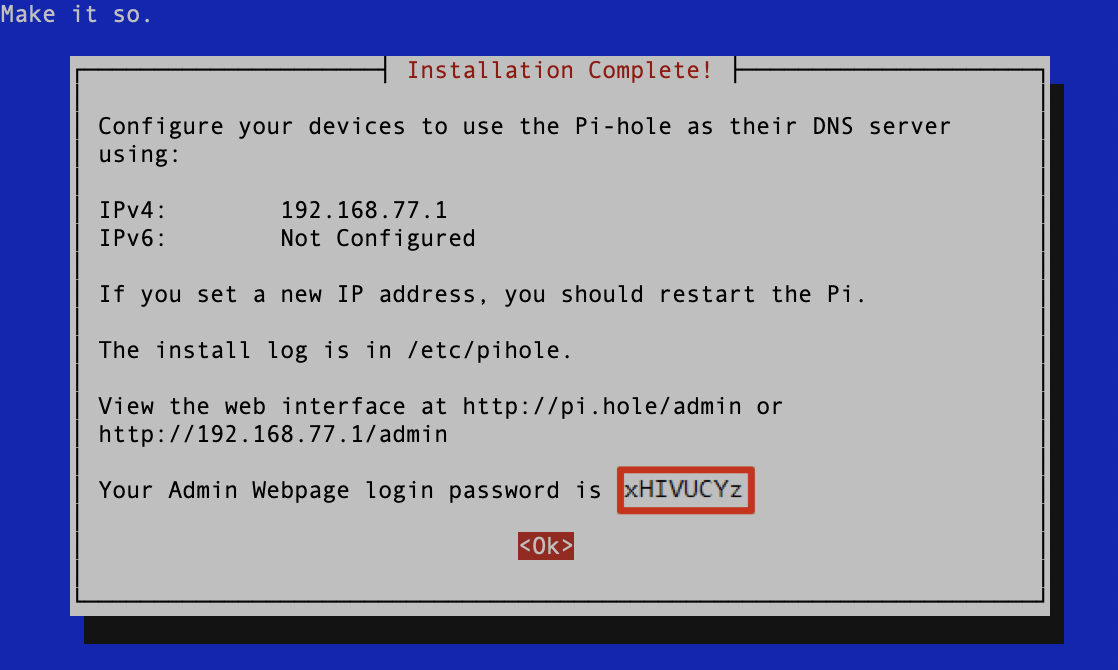 Make it so.
Installation Complete!
Configure your devices to use the Pi-hole as their DNS server
using:
IPv4: 192.168.77.1
IPv6: Not Configured
If you set a new IP address, you should restart the Pi.
The install log is in /etc/pihole.
View the web interface at http://pi.hole/admin or
http://192.168.77.1/admin
Your Admin Webpage login password is xHIVUCYz
<Ok>